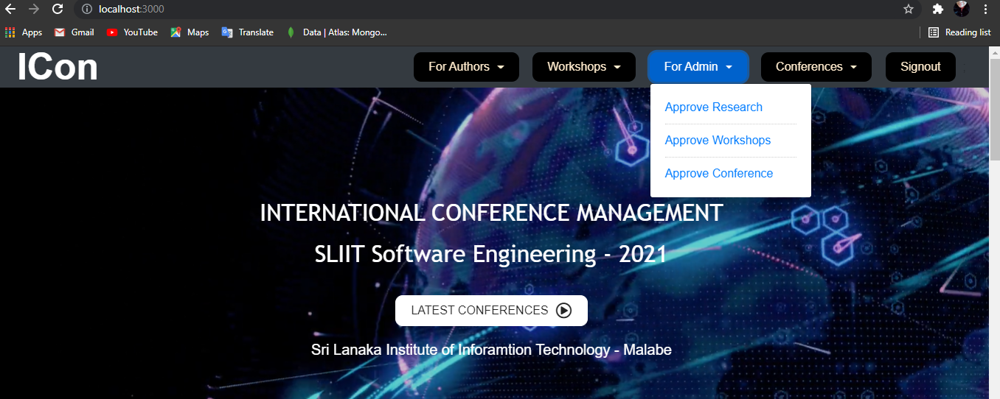 localhost:3000
Apps Gmail YouTube Maps Translate Data | Atlas: Mongo... Reading list
ICon For Authors Workshops For Admin Conferences Signout
Approve Research
Approve Workshops
Approve Conference
INTERNATIONAL CONFERENCE MANAGEMENT
SLIIT Software Engineering - 2021
LATEST CONFERENCES
Sri Lanaka Institute of Inforamtion Technology - Malabe